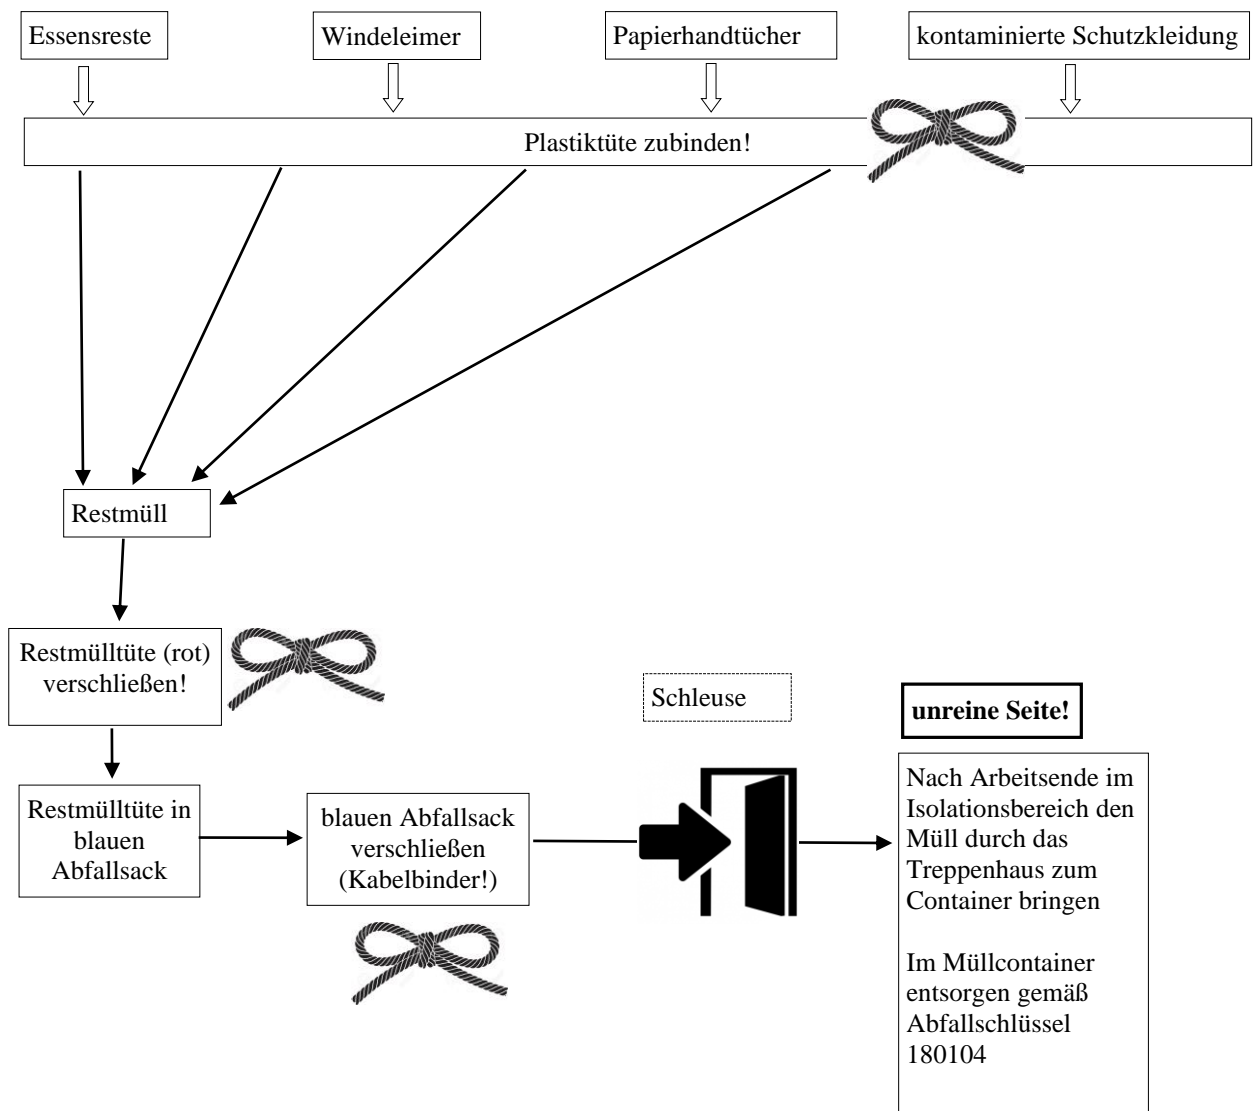 Essensreste
Windeleimer
Papierhandtücher
kontaminierte Schutzkleidung
Plastiktüte zubinden!
Restmüll
Restmülltüte (rot)
verschließen!
Schleuse
unreine Seite!
Restmülltüte in
blauen
Abfallsack
blauen Abfallsack
verschließen
(Kabelbinder!)
Nach Arbeitsende im
Isolationsbereich den
Müll durch das
Treppenhaus zum
Container bringen
Im Müllcontainer
entsorgen gemäß
Abfallschlüssel
180104